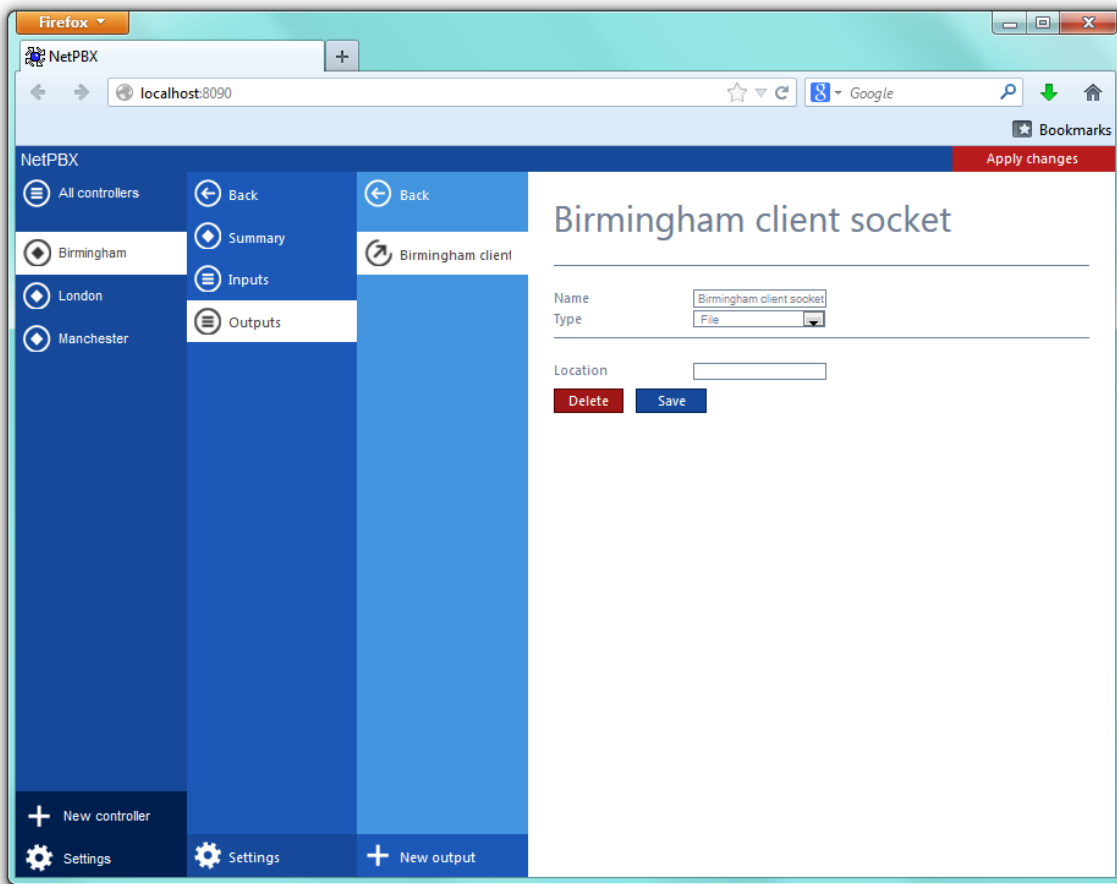 Firefox
NetPBX
localhost:8090
Google
Bookmarks
NetPBX
Apply changes
All controllers
Birmingham
London
Manchester
New controller
Settings
Back
Summary
Inputs
Outputs
Settings
Back
Birmingham client
New output
Birmingham client socket
Name
Birmingham client socket
Type
File
Location
Delete
Save